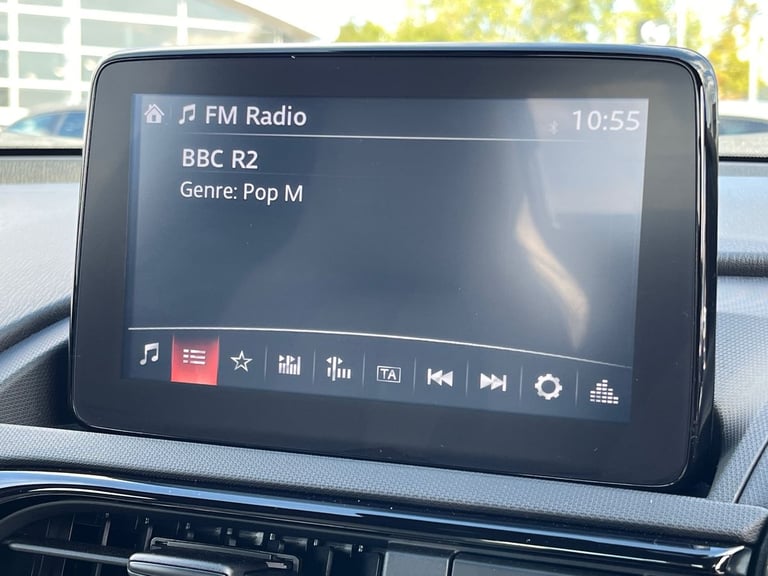 FM Radio
10:55
BBC R2
Genre: Pop M
TA